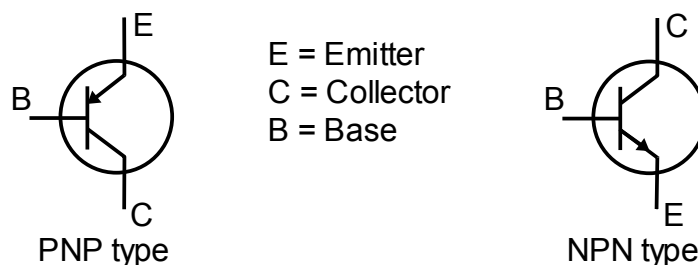 E
B
C
PNP type
E = Emitter
C = Collector
B = Base
C
B
E
NPN type